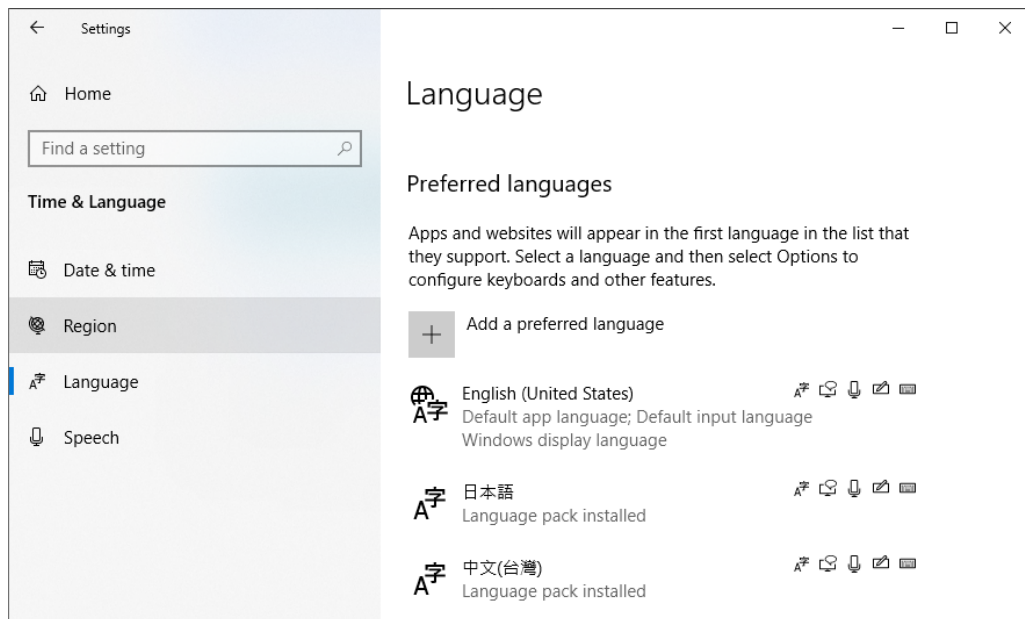 Settings
Home
Find a setting
Time & Language
Date & time
Region
Language
Speech
Language
Preferred languages
Apps and websites will appear in the first language in the list that
they support. Select a language and then select Options to
configure keyboards and other features.
Add a preferred language
English (United States)
Default app language; Default input language
Windows display language
日本語
Language pack installed
中文(台灣)
Language pack installed